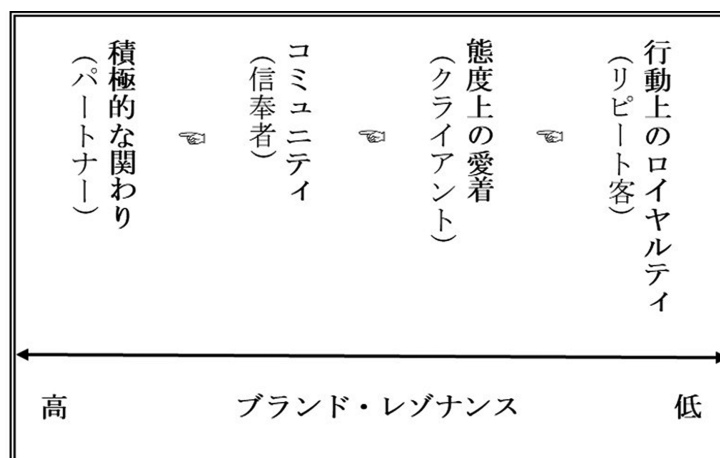 行動上のロイヤルティ
（リピート客）
☜
態度上の愛着
（クライアント）
☜
コミュニティ
（信奉者）
☜
積極的な関わり
（パートナー）
高 ブランド・レゾナンス 低